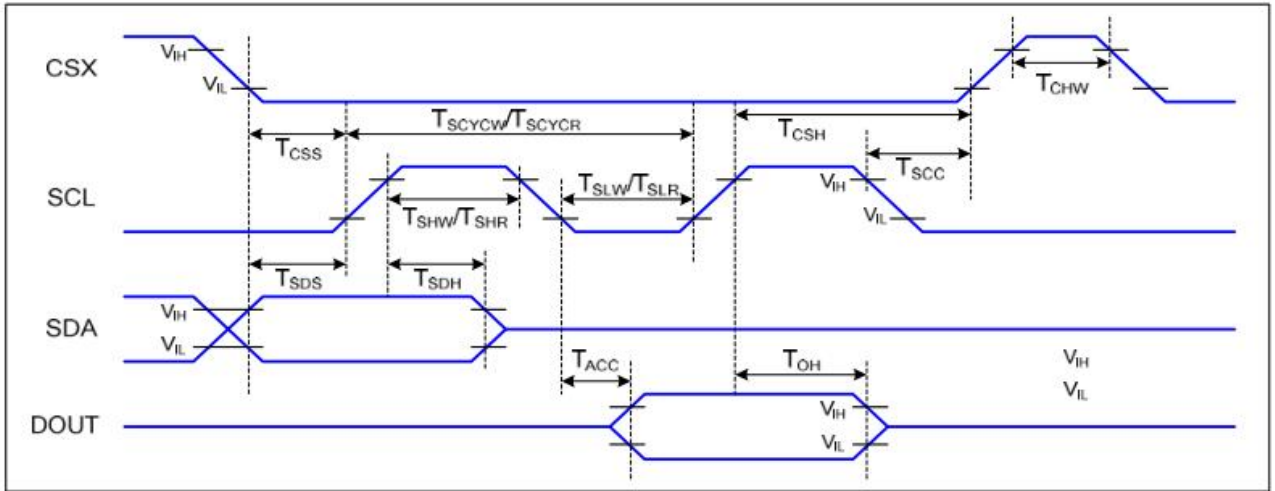 CSX
VIH
VIL
TCHW
TCSS
TSCYCW/TSCYCR
TCSH
TSCC
SCL
TSHW/TSHR
TSLW/TSLR
VIH
VIL
TSDS
TSDH
SDA
VIH
VIL
TACC
TOH
VIH
VIL
DOUT
VIH
VIL